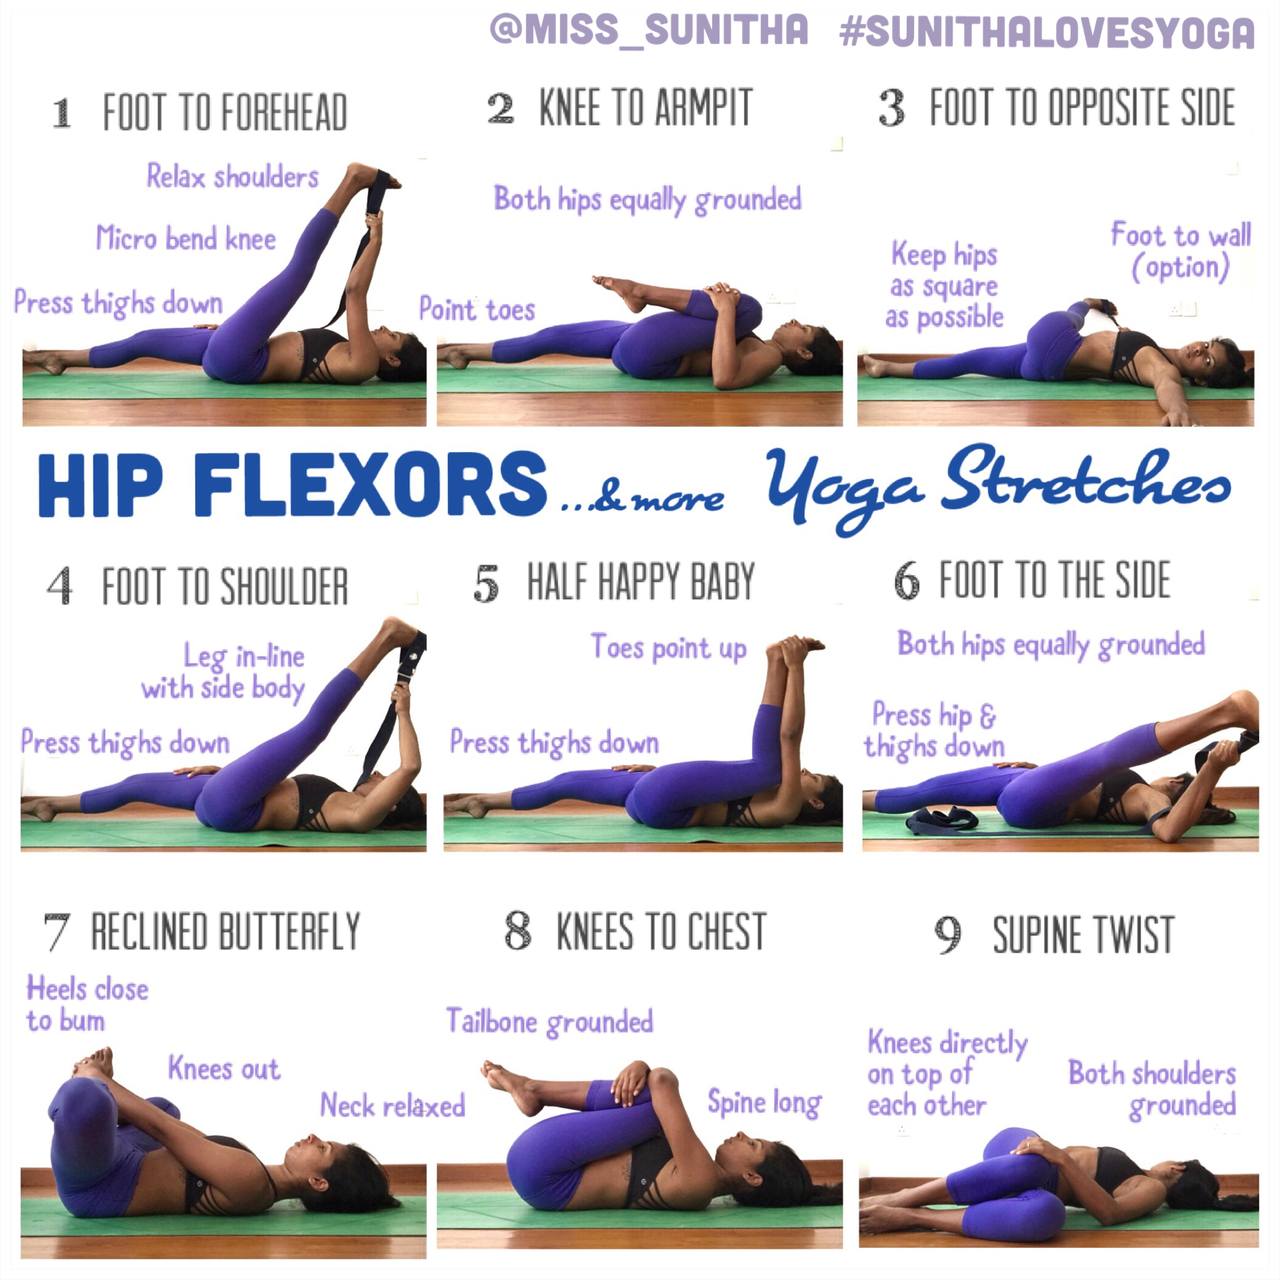 @MISS_SUNITHA #SUNITHALOVESYOGA
1 FOOT TO FOREHEAD
Relax shoulders
Micro bend knee
Press thighs down
2 KNEE TO ARMPIT
Both hips equally grounded
Point toes
3 FOOT TO OPPOSITE SIDE
Foot to wall
(option)
Keep hips
as square
as possible
HIP FLEXORS ...& more Yoga Stretches
4 FOOT TO SHOULDER
Leg in-line
with side body
Press thighs down
5 HALF HAPPY BABY
Toes point up
Press thighs down
6 FOOT TO THE SIDE
Both hips equally grounded
Press hip &
thighs down
7 RECLINED BUTTERFLY
Heels close
to bum
Knees out
Neck relaxed
8 KNEES TO CHEST
Tailbone grounded
Spine long
9 SUPINE TWIST
Knees directly
on top of
each other
Both shoulders
grounded